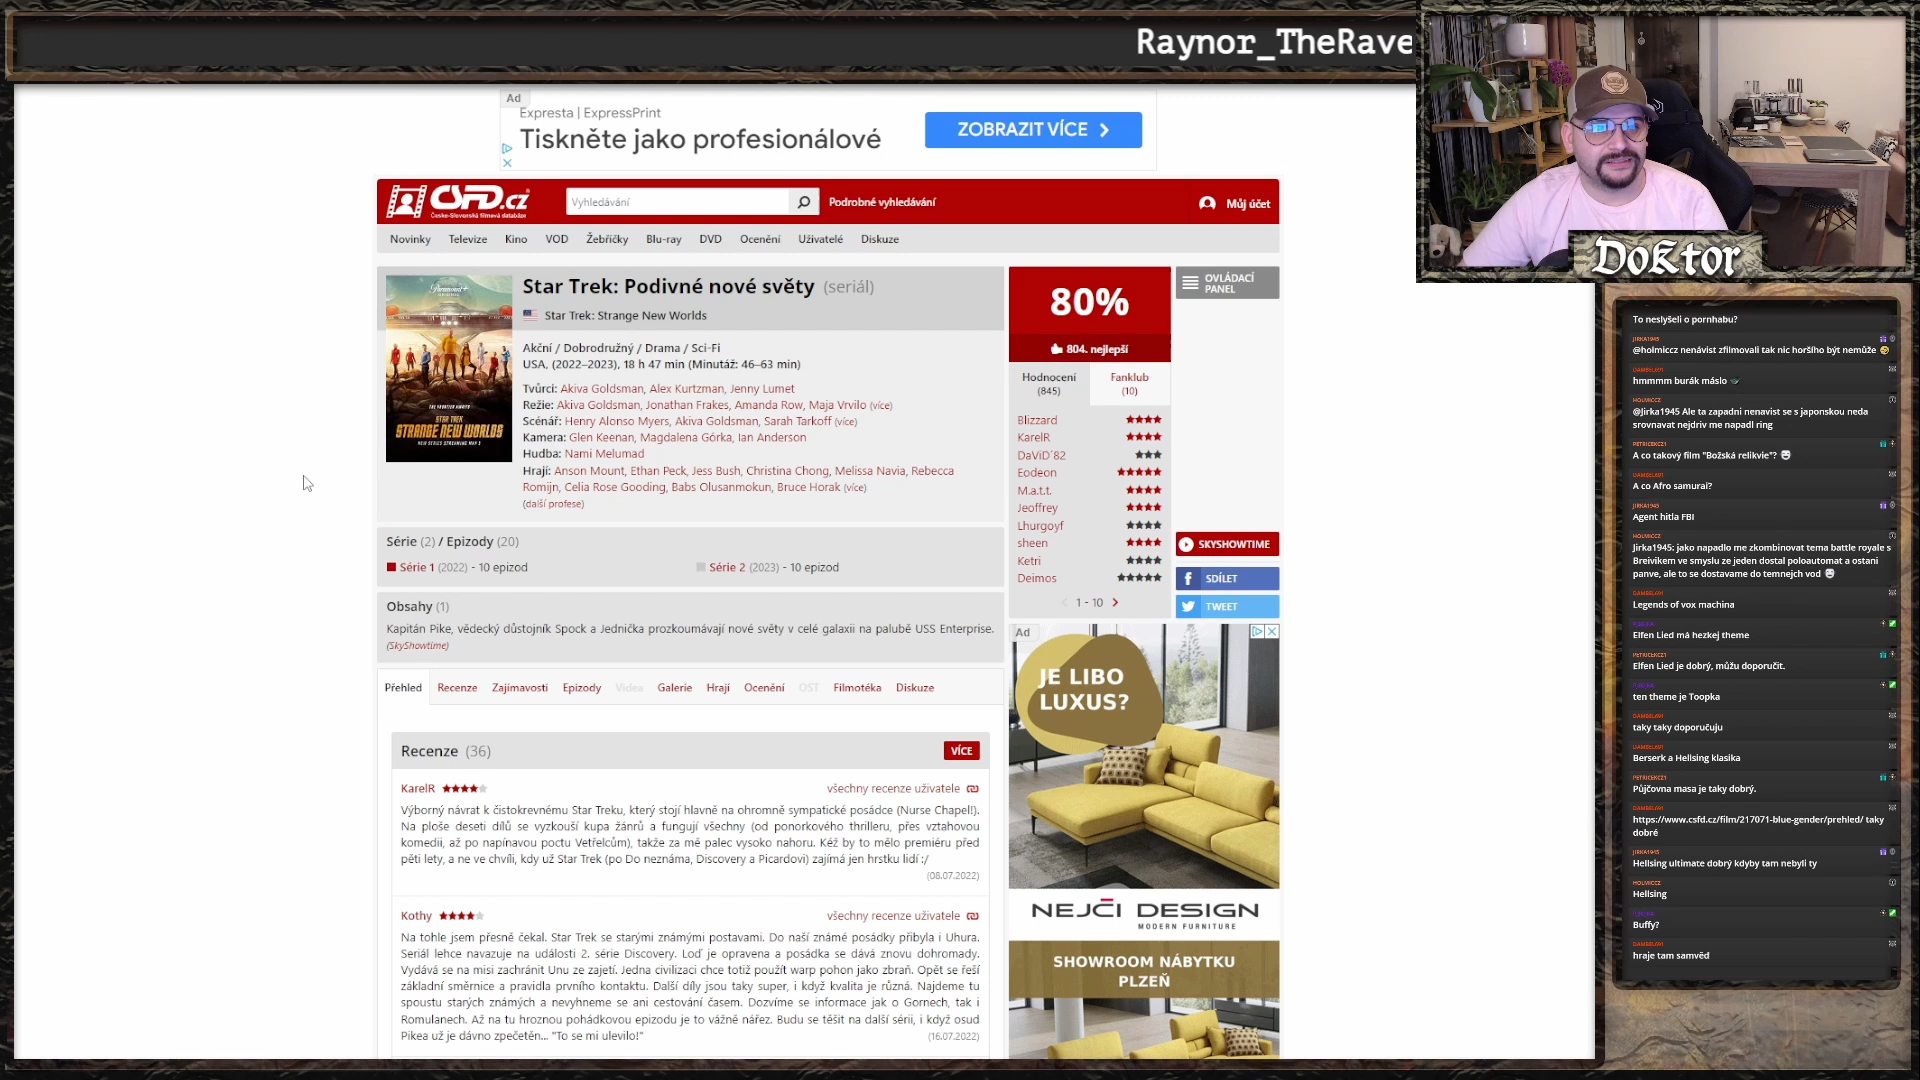 Raynor_TheRave
Ad
Expresta | ExpressPrint
Tiskněte jako profesionálové
ZOBRAZIT VÍCE
CSFD.cz
Česko-Slovenská filmová databáze
Vyhledávání
Podrobné vyhledávání
Můj účet
Novinky Televize Kino VOD Žebříčky Blu-ray DVD Ocenění Uživatelé Diskuze
Paramount+
THE FRONTIER AWAITS
STAR TREK
STRANGE NEW WORLDS
Star Trek: Podivné nové světy (seriál)
Star Trek: Strange New Worlds
Akční / Dobrodružný / Drama / Sci-Fi
USA, (2022–2023), 18 h 47 min (Minutáž: 46–63 min)
Tvůrci: Akiva Goldsman, Alex Kurtzman, Jenny Lumet
Režie: Akiva Goldsman, Jonathan Frakes, Amanda Row, Maja Vrvilo (více)
Scénář: Henry Alonso Myers, Akiva Goldsman, Sarah Tarkoff (více)
Kamera: Glen Keenan, Magdalena Górka, Ian Anderson
Hudba: Nami Melumad
Hrají: Anson Mount, Ethan Peck, Jess Bush, Christina Chong, Melissa Navia, Rebecca
Romijn, Celia Rose Gooding, Babs Olusanmokun, Bruce Horak (více)
(další profese)
80%
804. nejlepší
Hodnocení
(845)
Fanklub
(10)
Blizzard
KarelR
DaViD´82
Eodeon
M.a.t.t.
Jeoffrey
Lhurgoyf
sheen
Ketri
Deimos
1 - 10
OVLÁDACÍ
PANEL
SKYSHOWTIME
SDÍLET
TWEET
Série (2) / Epizody (20)
Série 1 (2022) - 10 epizod
Série 2 (2023) - 10 epizod
Obsahy (1)
Kapitán Pike, vědecký důstojník Spock a Jednička prozkoumávají nové světy v celé galaxii na palubě USS Enterprise.
(SkyShowtime)
Přehled Recenze Zajímavosti Epizody Videa Galerie Hrají Ocenění OST Filmotéka Diskuze
Recenze (36)
VÍCE
KarelR
všechny recenze uživatele
Výborný návrat k čistokrevnému Star Treku, který stojí hlavně na ohromně sympatické posádce (Nurse Chapel!).
Na ploše deseti dílů se vyzkouší kupa žánrů a fungují všechny (od ponorkového thrilleru, přes vztahovou
komedii, až po napínavou poctu Vetřelcům), takže za mě palec vysoko nahoru. Kéž by to mělo premiéru před
pěti lety, a ne ve chvíli, kdy už Star Trek (po Do neznáma, Discovery a Picardovi) zajímá jen hrstku lidí :/
(08.07.2022)
Kothy
všechny recenze uživatele
Na tohle jsem přesně čekal. Star Trek se starými známými postavami. Do naší známé posádky přibyla i Uhura.
Seriál lehce navazuje na události 2. série Discovery. Loď je opravena a posádka se dává znovu dohromady.
Vydává se na misi zachránit Unu ze zajetí. Jedna civilizaci chce totiž použít warp pohon jako zbraň. Opět se řeší
základní směrnice a pravidla prvního kontaktu. Další díly jsou taky super, i když kvalita je různá. Najdeme tu
spoustu starých známých a nevyhneme se ani cestování časem. Dozvíme se informace jak o Gornech, tak i
Romulanech. Až na tu hroznou pohádkovou epizodu je to vážně nářez. Budu se těšit na další sérii, i když osud
Pikea už je dávno zpečetěn... "To se mi ulevilo!"
(16.07.2022)
Ad
JE LIBO
LUXUS?
NEJČI DESIGN
MODERN FURNITURE
SHOWROOM NÁBYTKU
PLZEŇ
Doktor
To neslyšeli o pornhabu?
JIRKA1945
@holmiccz nenávist zfilmovali tak nic horšího být nemůže
hmmmm burák máslo
HOLMICCZ
@Jirka1945 Ale ta zapadni nenavist se s japonskou neda
srovnavat nejdriv me napadl ring
PETRICEKCZ1
A co takový film "Božská relikvie"?
A co Afro samurai?
JIRKA1945
Agent hitla FBI
HOLMICCZ
Jirka1945: jako napadlo me zkombinovat tema battle royale s
Breivikem ve smyslu ze jeden dostal poloautomat a ostani
panve, ale to se dostavame do temnejch vod
Legends of vox machina
Elfen Lied má hezkej theme
PETRICEKCZ1
Elfen Lied je dobrý, můžu doporučit.
ten theme je Toopka
taky taky doporučuju
Berserk a Hellsing klasika
PETRICEKCZ1
Půjčovna masa je taky dobrý.
https://www.csfd.cz/film/217071-blue-gender/prehled/ taky
dobré
JIRKA1945
Hellsing ultimate dobrý kdyby tam nebyli ty
HOLMICCZ
Hellsing
Buffy?
hraje tam samvěd